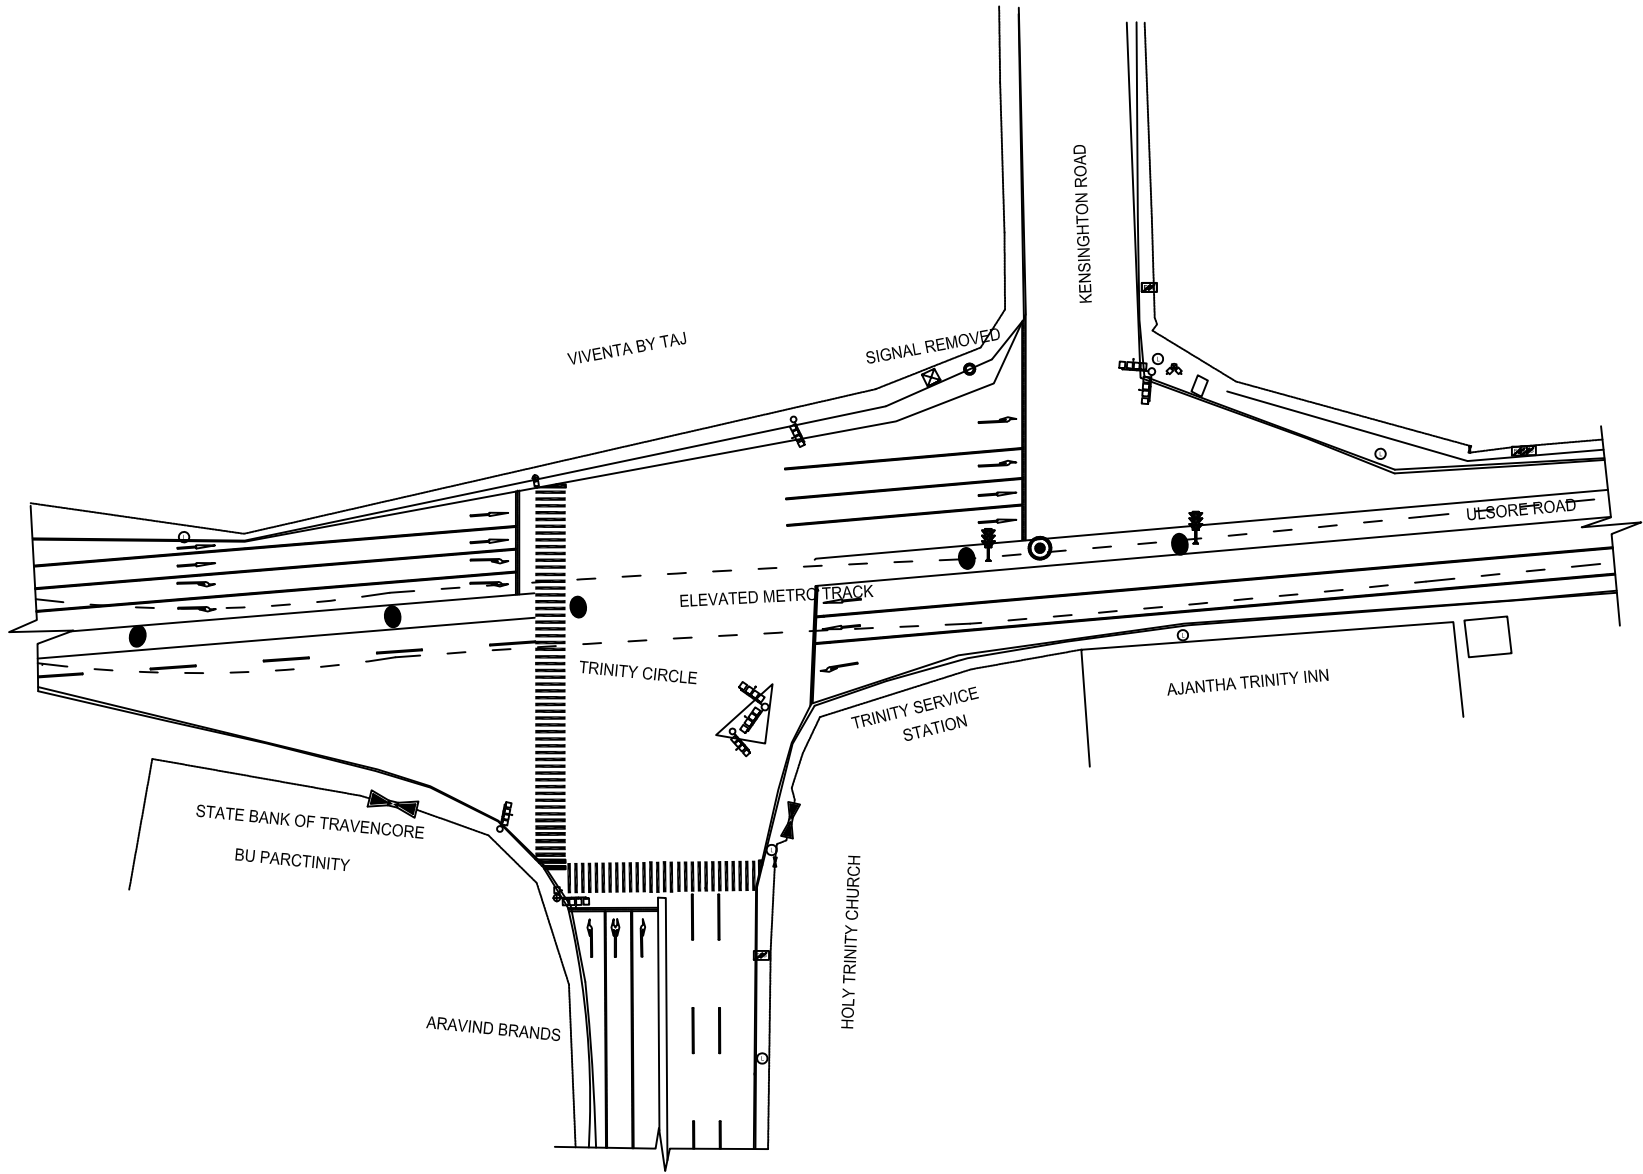 KENSINGHTON ROAD
VIVENTA BY TAJ
SIGNAL REMOVED
ULSORE ROAD
ELEVATED METRO TRACK
TRINITY CIRCLE
AJANTHA TRINITY INN
TRINITY SERVICE
STATION
STATE BANK OF TRAVENCORE
BU PARCTINITY
HOLY TRINITY CHURCH
ARAVIND BRANDS